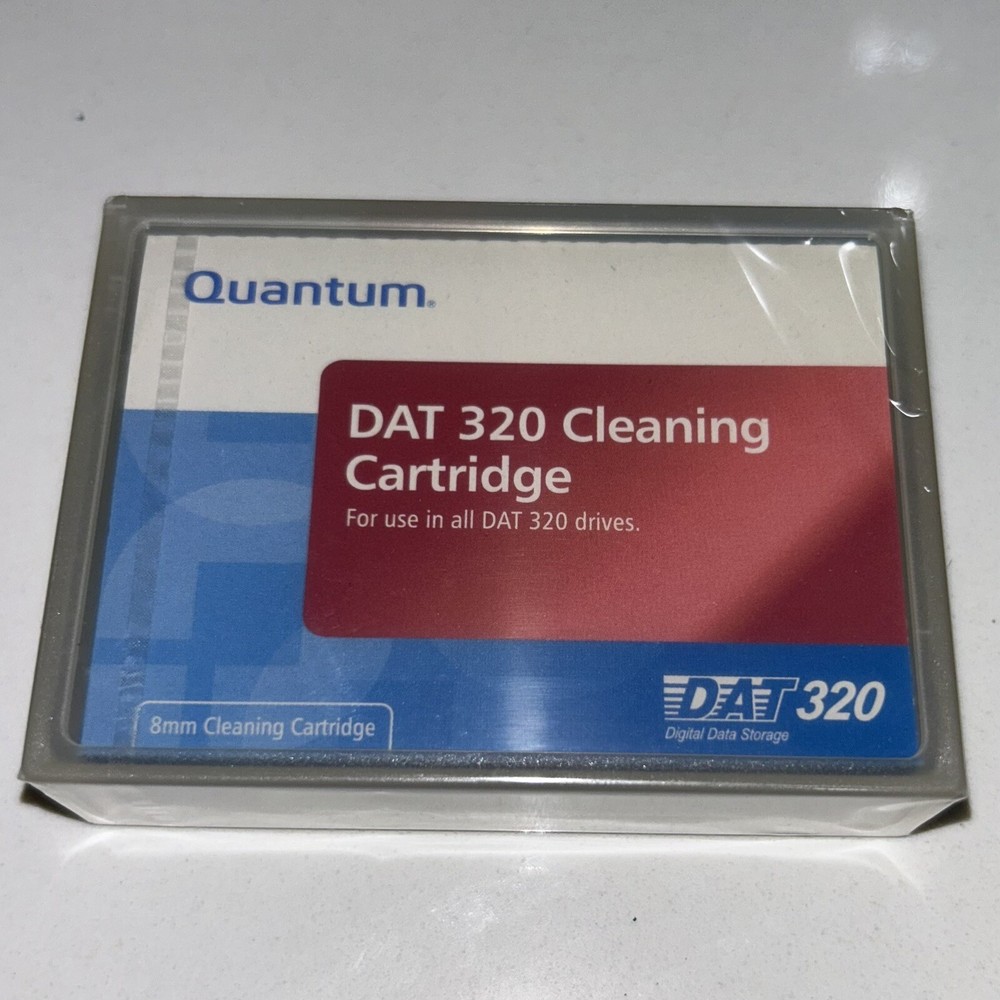 Quantum®
DAT 320 Cleaning
Cartridge
For use in all DAT 320 drives.
8mm Cleaning Cartridge
DAT 320
Digital Data Storage